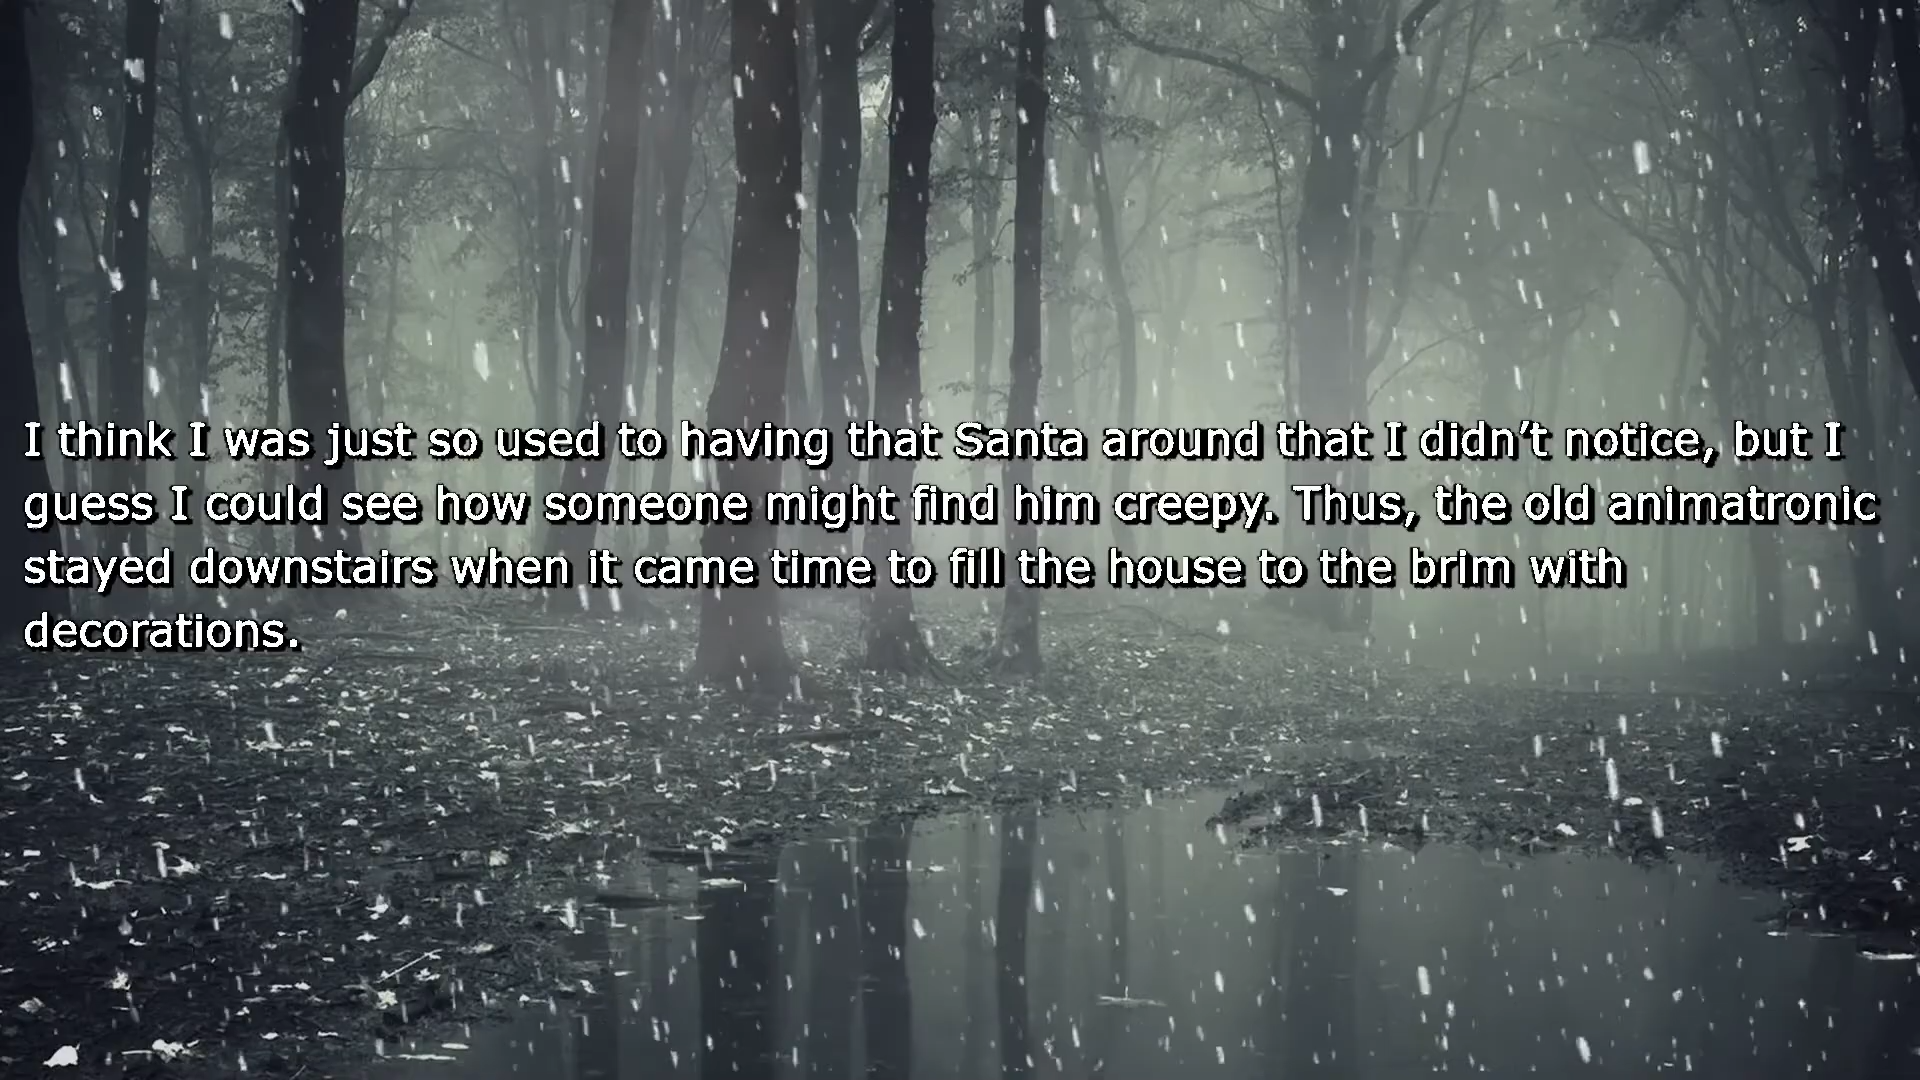 I think I was just so used to having that Santa around that I didn’t notice, but I
guess I could see how someone might find him creepy. Thus, the old animatronic
stayed downstairs when it came time to fill the house to the brim with
decorations.